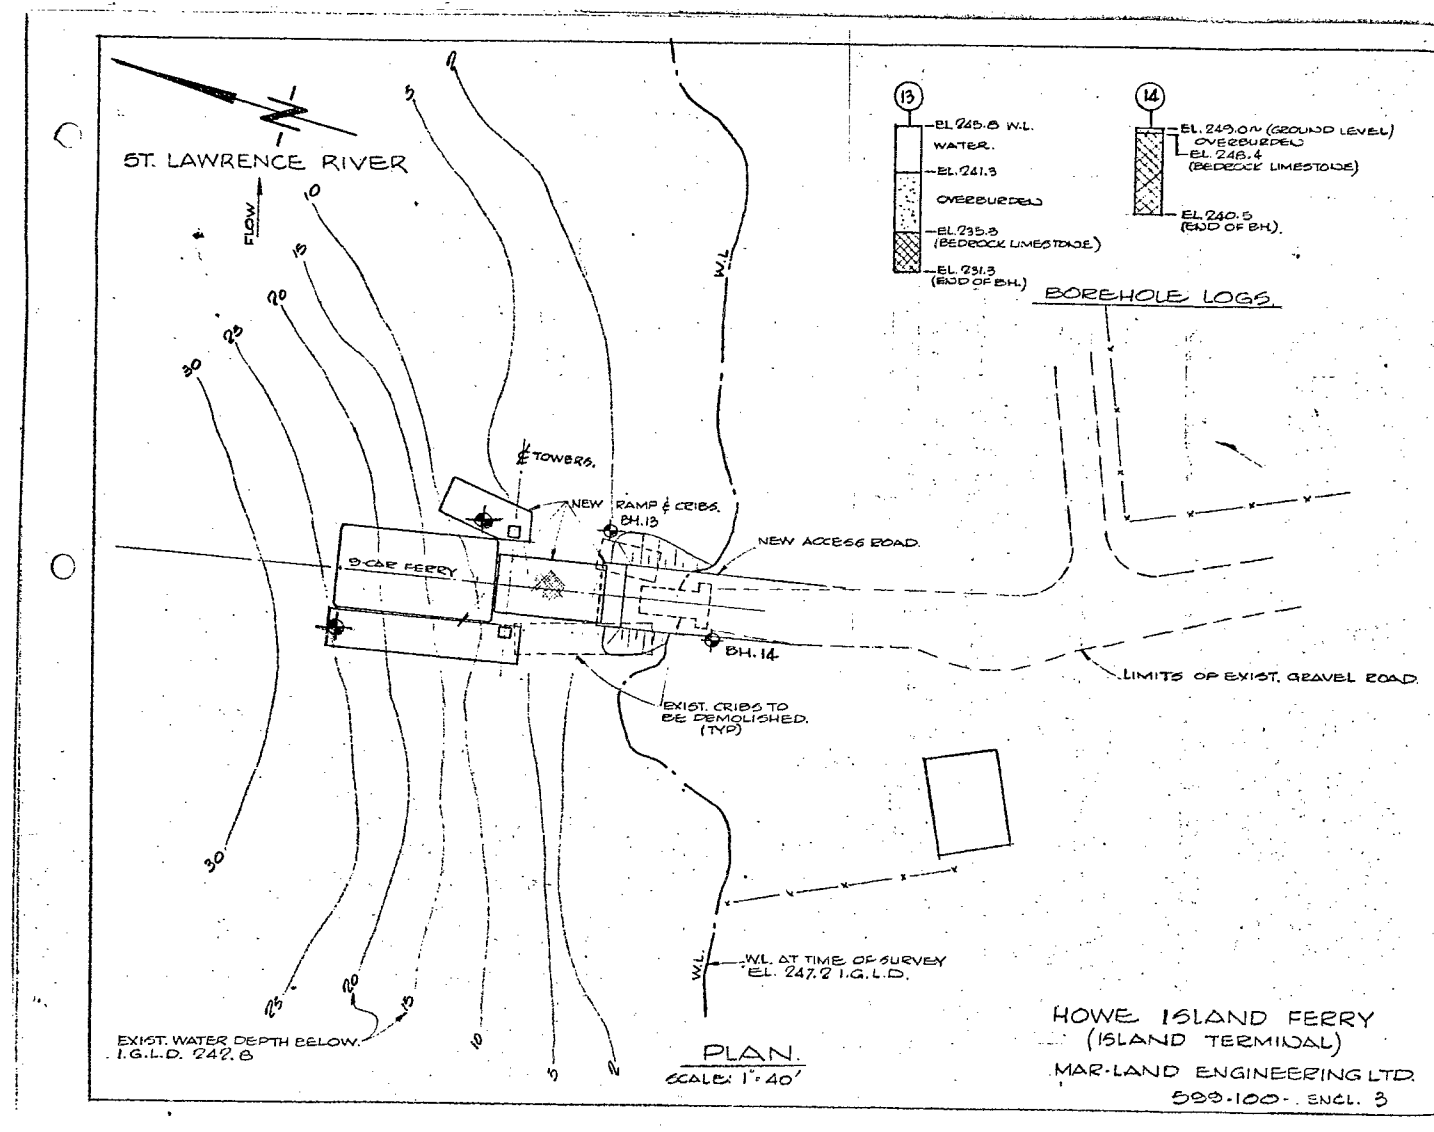 ST. LAWRENCE RIVER
FLOW
2
5
10
15
20
25
30
13
EL. 245.8 W.L.
WATER.
EL. 241.3
OVERBURDEN
EL. 235.3
(BEDROCK LIMESTONE)
EL. 231.3
(END OF BH.)
14
EL. 249.0~ (GROUND LEVEL)
OVERBURDEN
EL. 248.4
(BEDROCK LIMESTONE)
EL. 240.5
(END OF BH).
BOREHOLE LOGS.
W.L.
℄ TOWERS.
NEW RAMP & CRIBS.
BH.13
NEW ACCESS ROAD.
9-CAR FERRY
BH.14
LIMITS OF EXIST. GRAVEL ROAD.
EXIST. CRIBS TO
BE DEMOLISHED.
(TYP)
30
25
20
15
10
5
2
W.L.
W.L. AT TIME OF SURVEY
EL. 247.2 I.G.L.D.
EXIST. WATER DEPTH BELOW
I.G.L.D. 242.8
PLAN.
SCALE: 1"=40'
HOWE ISLAND FERRY
(ISLAND TERMINAL)
MAR-LAND ENGINEERING LTD.
599-100-. ENCL. 3